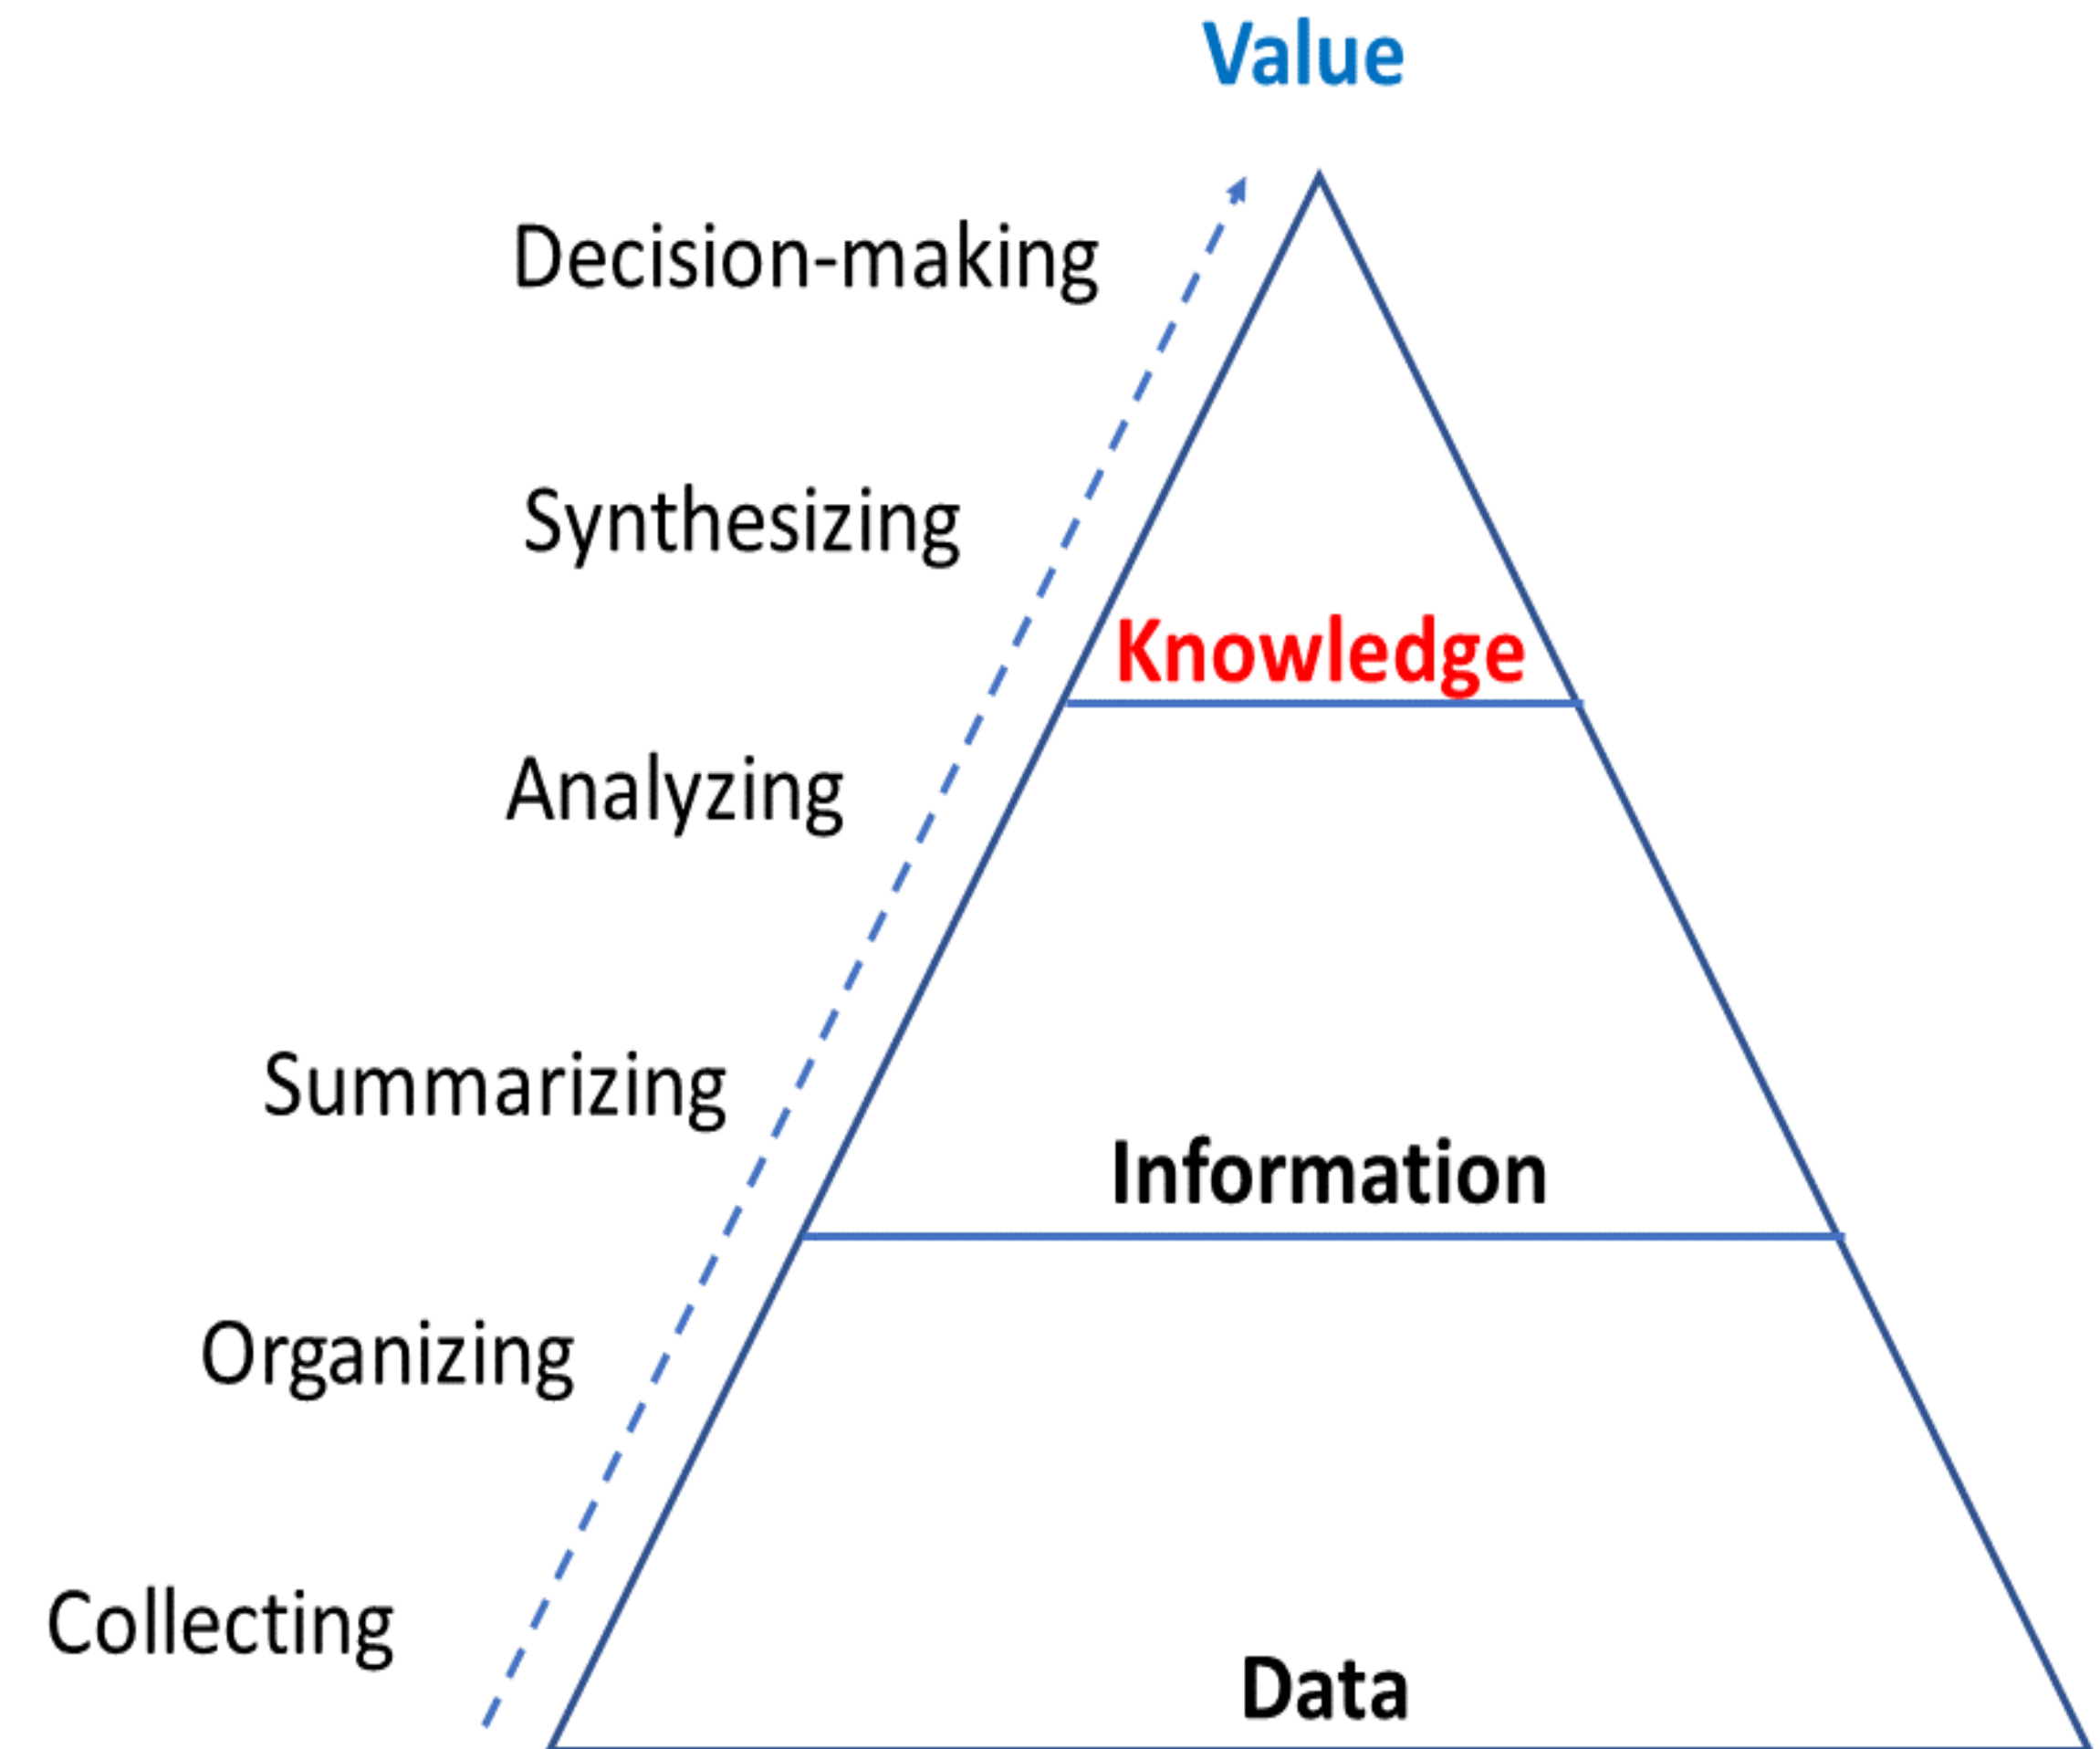 Value
Decision-making
Synthesizing
Knowledge
Analyzing
Summarizing
Information
Organizing
Collecting
Data